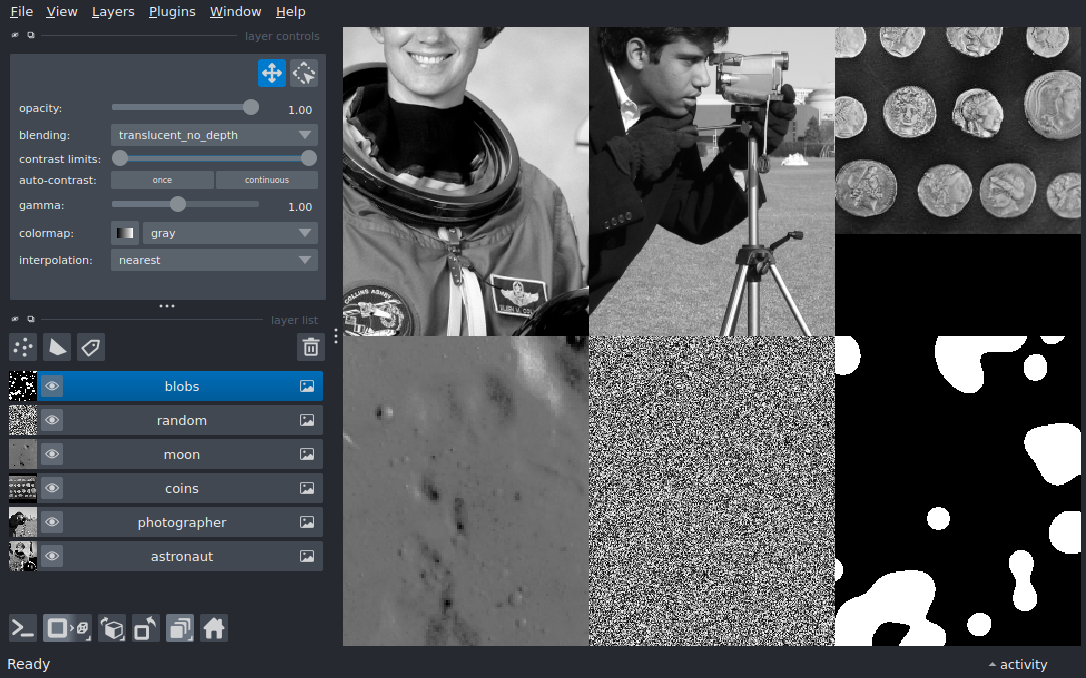 File View Layers Plugins Window Help
layer controls
opacity: 1.00
blending: translucent_no_depth
contrast limits:
auto-contrast: once continuous
gamma: 1.00
colormap: gray
interpolation: nearest
layer list
blobs
random
moon
coins
photographer
astronaut
Ready
activity